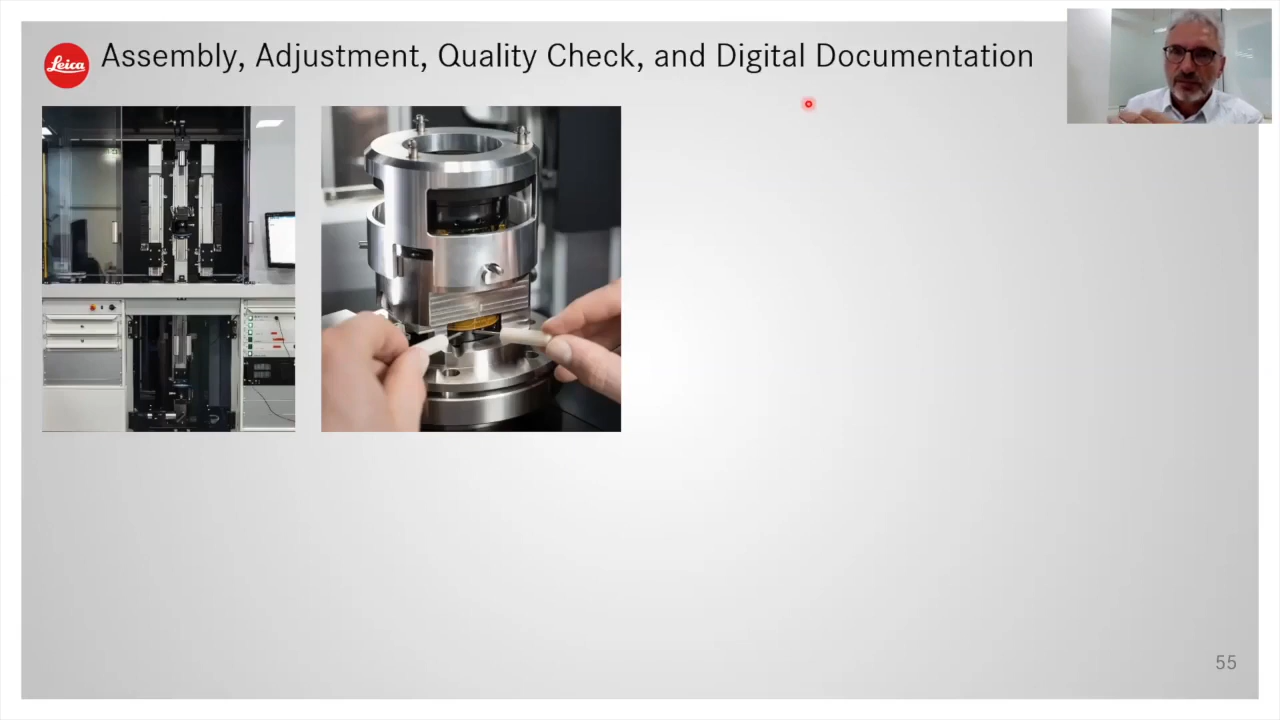 Leica
Assembly, Adjustment, Quality Check, and Digital Documentation
55